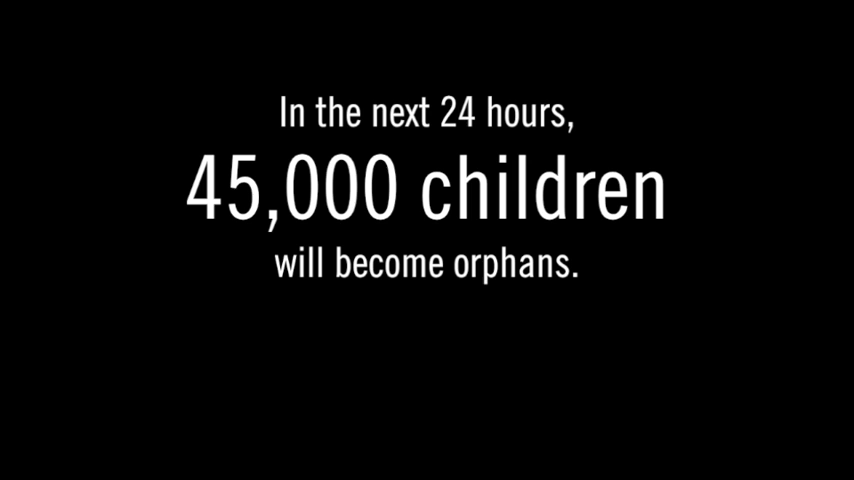 In the next 24 hours,
45,000 children
will become orphans.